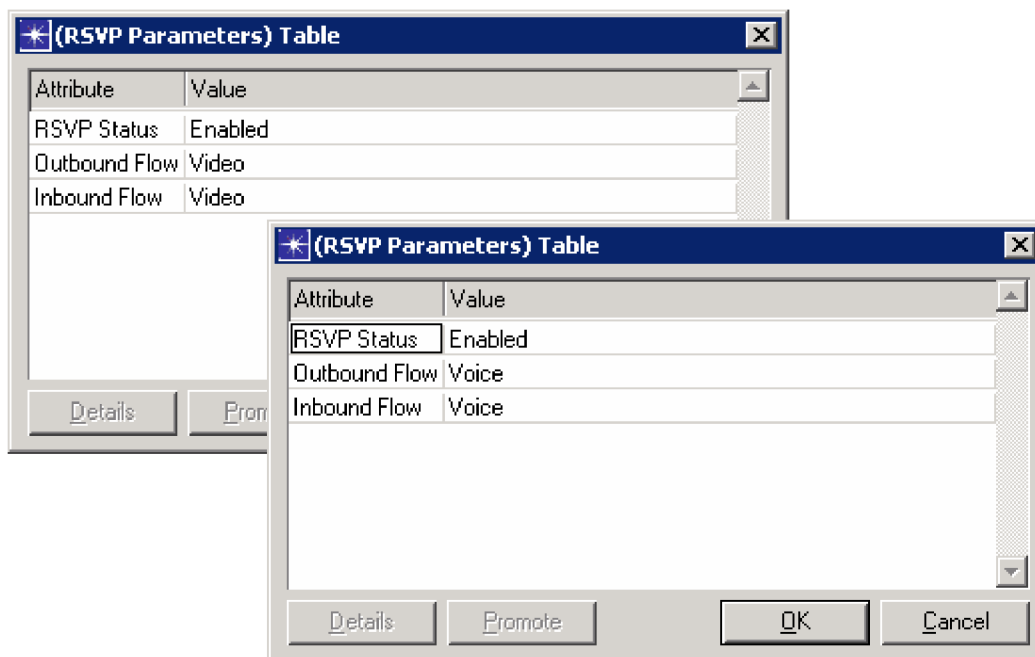 (RSVP Parameters) Table
Attribute Value
RSVP Status Enabled
Outbound Flow Video
Inbound Flow Video
Details
(RSVP Parameters) Table
Attribute Value
RSVP Status Enabled
Outbound Flow Voice
Inbound Flow Voice
Details Promote OK Cancel